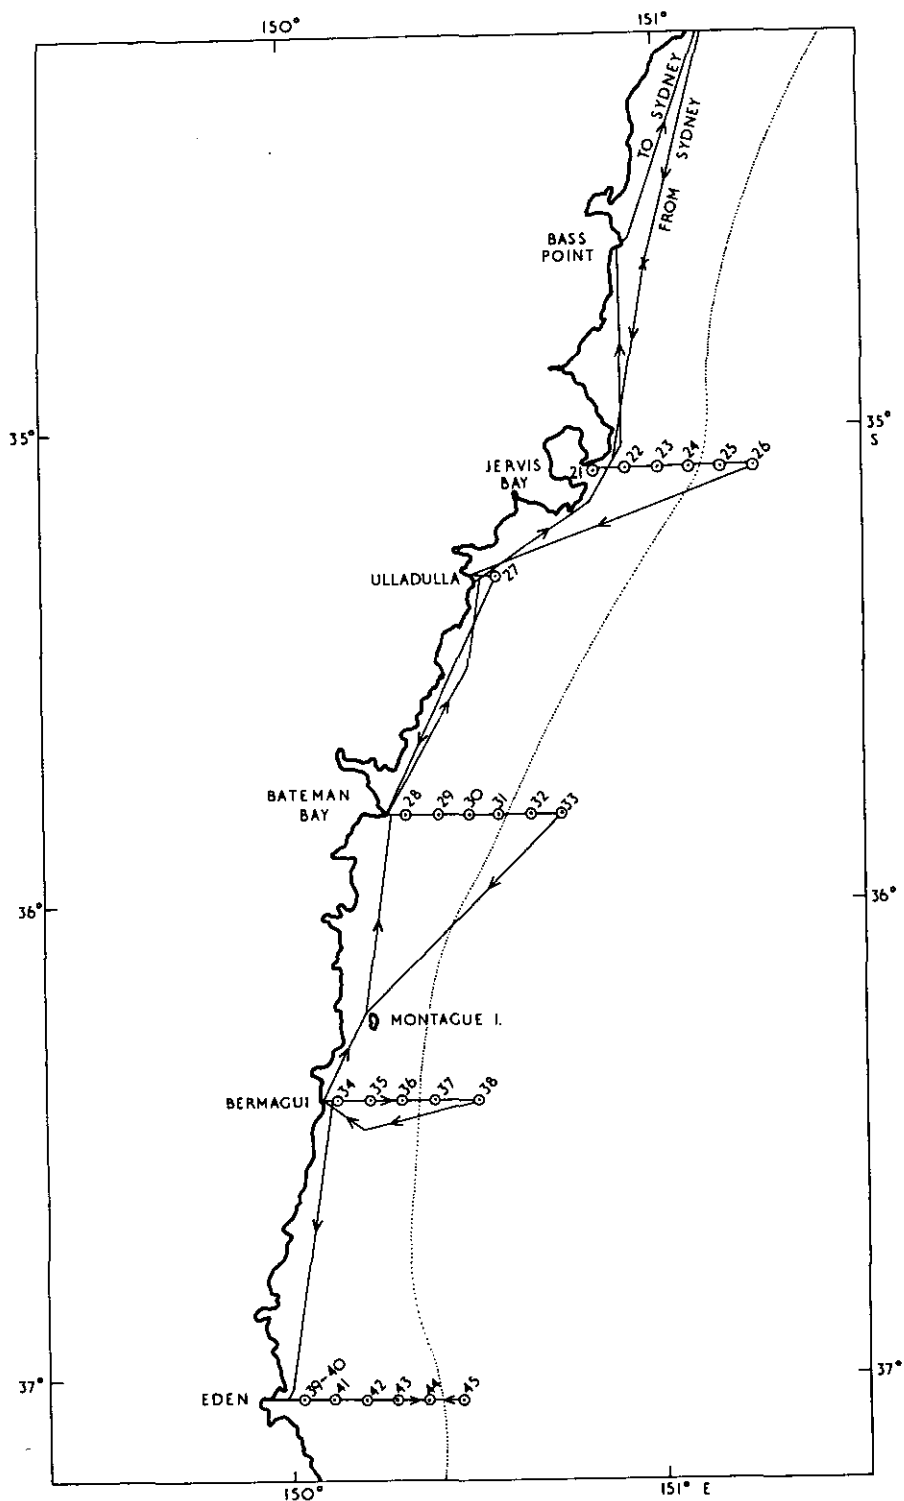 150°
151°
TO SYDNEY
FROM SYDNEY
BASS
POINT
35°
35°
S
JERVIS
BAY
21
22
23
24
25
26
ULLADULLA
27
BATEMAN
BAY
28
29
30
31
32
33
36°
36°
MONTAGUE I.
BERMAGUI
34
35
36
37
38
37°
37°
EDEN
39-40
41
42
43
44
45
150°
151° E